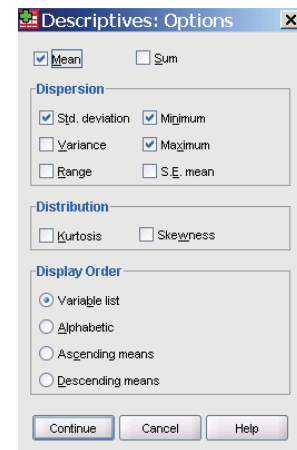 Descriptives: Options
Mean Sum
Dispersion
Std. deviation Minimum
Variance Maximum
Range S.E. mean
Distribution
Kurtosis Skewness
Display Order
Variable list
Alphabetic
Ascending means
Descending means
Continue Cancel Help